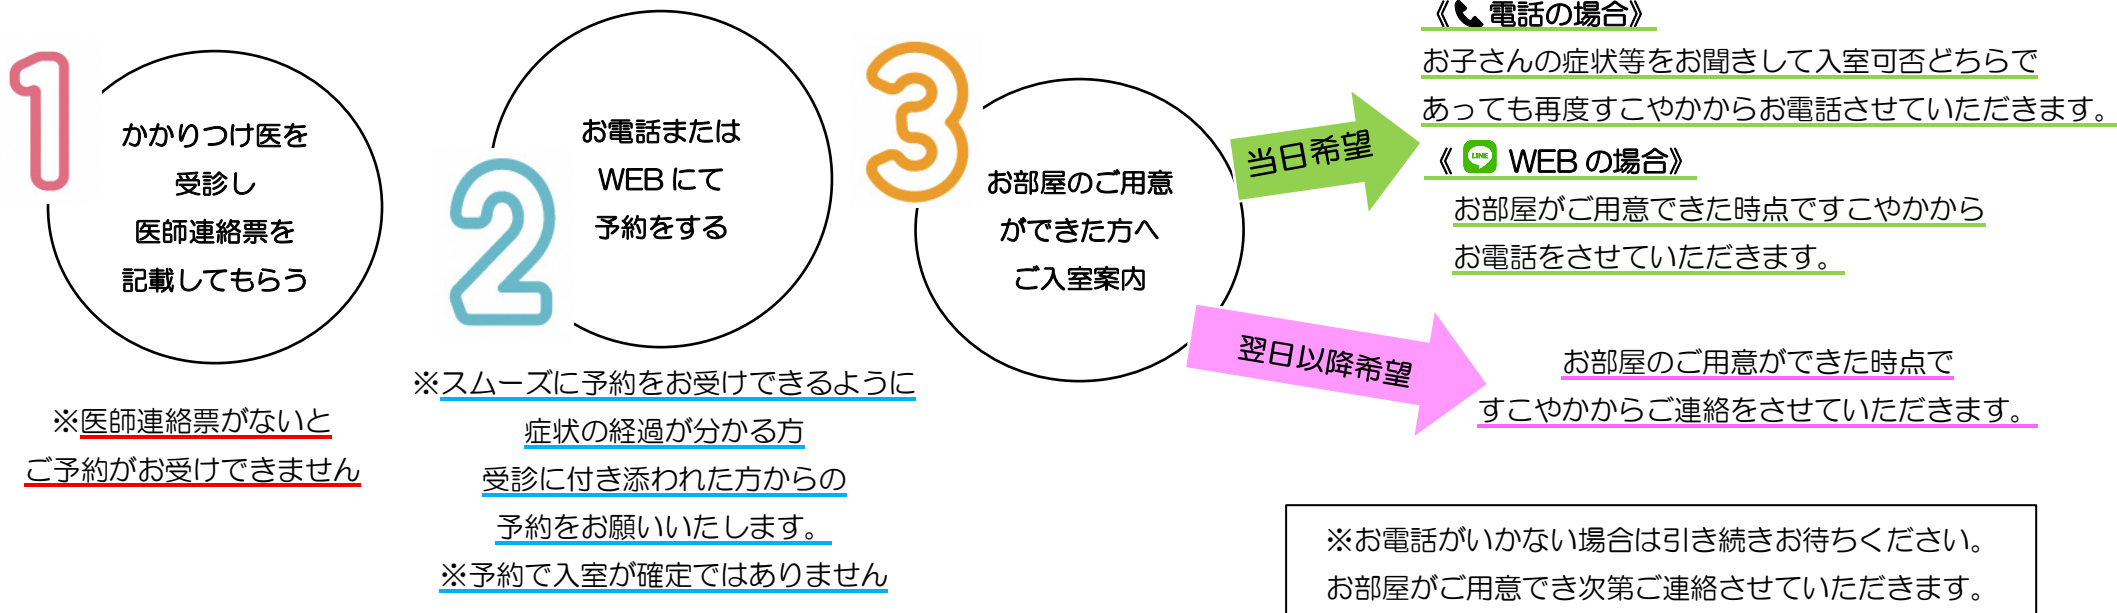 1
かかりつけ医を
受診し
医師連絡票を
記載してもらう
※医師連絡票がないと
ご予約がお受けできません
2
お電話または
WEBにて
予約をする
※スムーズに予約をお受けできるように
症状の経過が分かる方
受診に付き添われた方からの
予約をお願いいたします。
※予約で入室が確定ではありません
3
お部屋のご用意
ができた方へ
ご入室案内
当日希望
《電話の場合》
お子さんの症状等をお聞きして入室可否どちらで
あっても再度すこやかからお電話させていただきます。
《LINE WEBの場合》
お部屋がご用意できた時点ですこやかから
お電話をさせていただきます。
翌日以降希望
お部屋のご用意ができた時点で
すこやかからご連絡をさせていただきます。
※お電話がいかない場合は引き続きお待ちください。
お部屋がご用意でき次第ご連絡させていただきます。